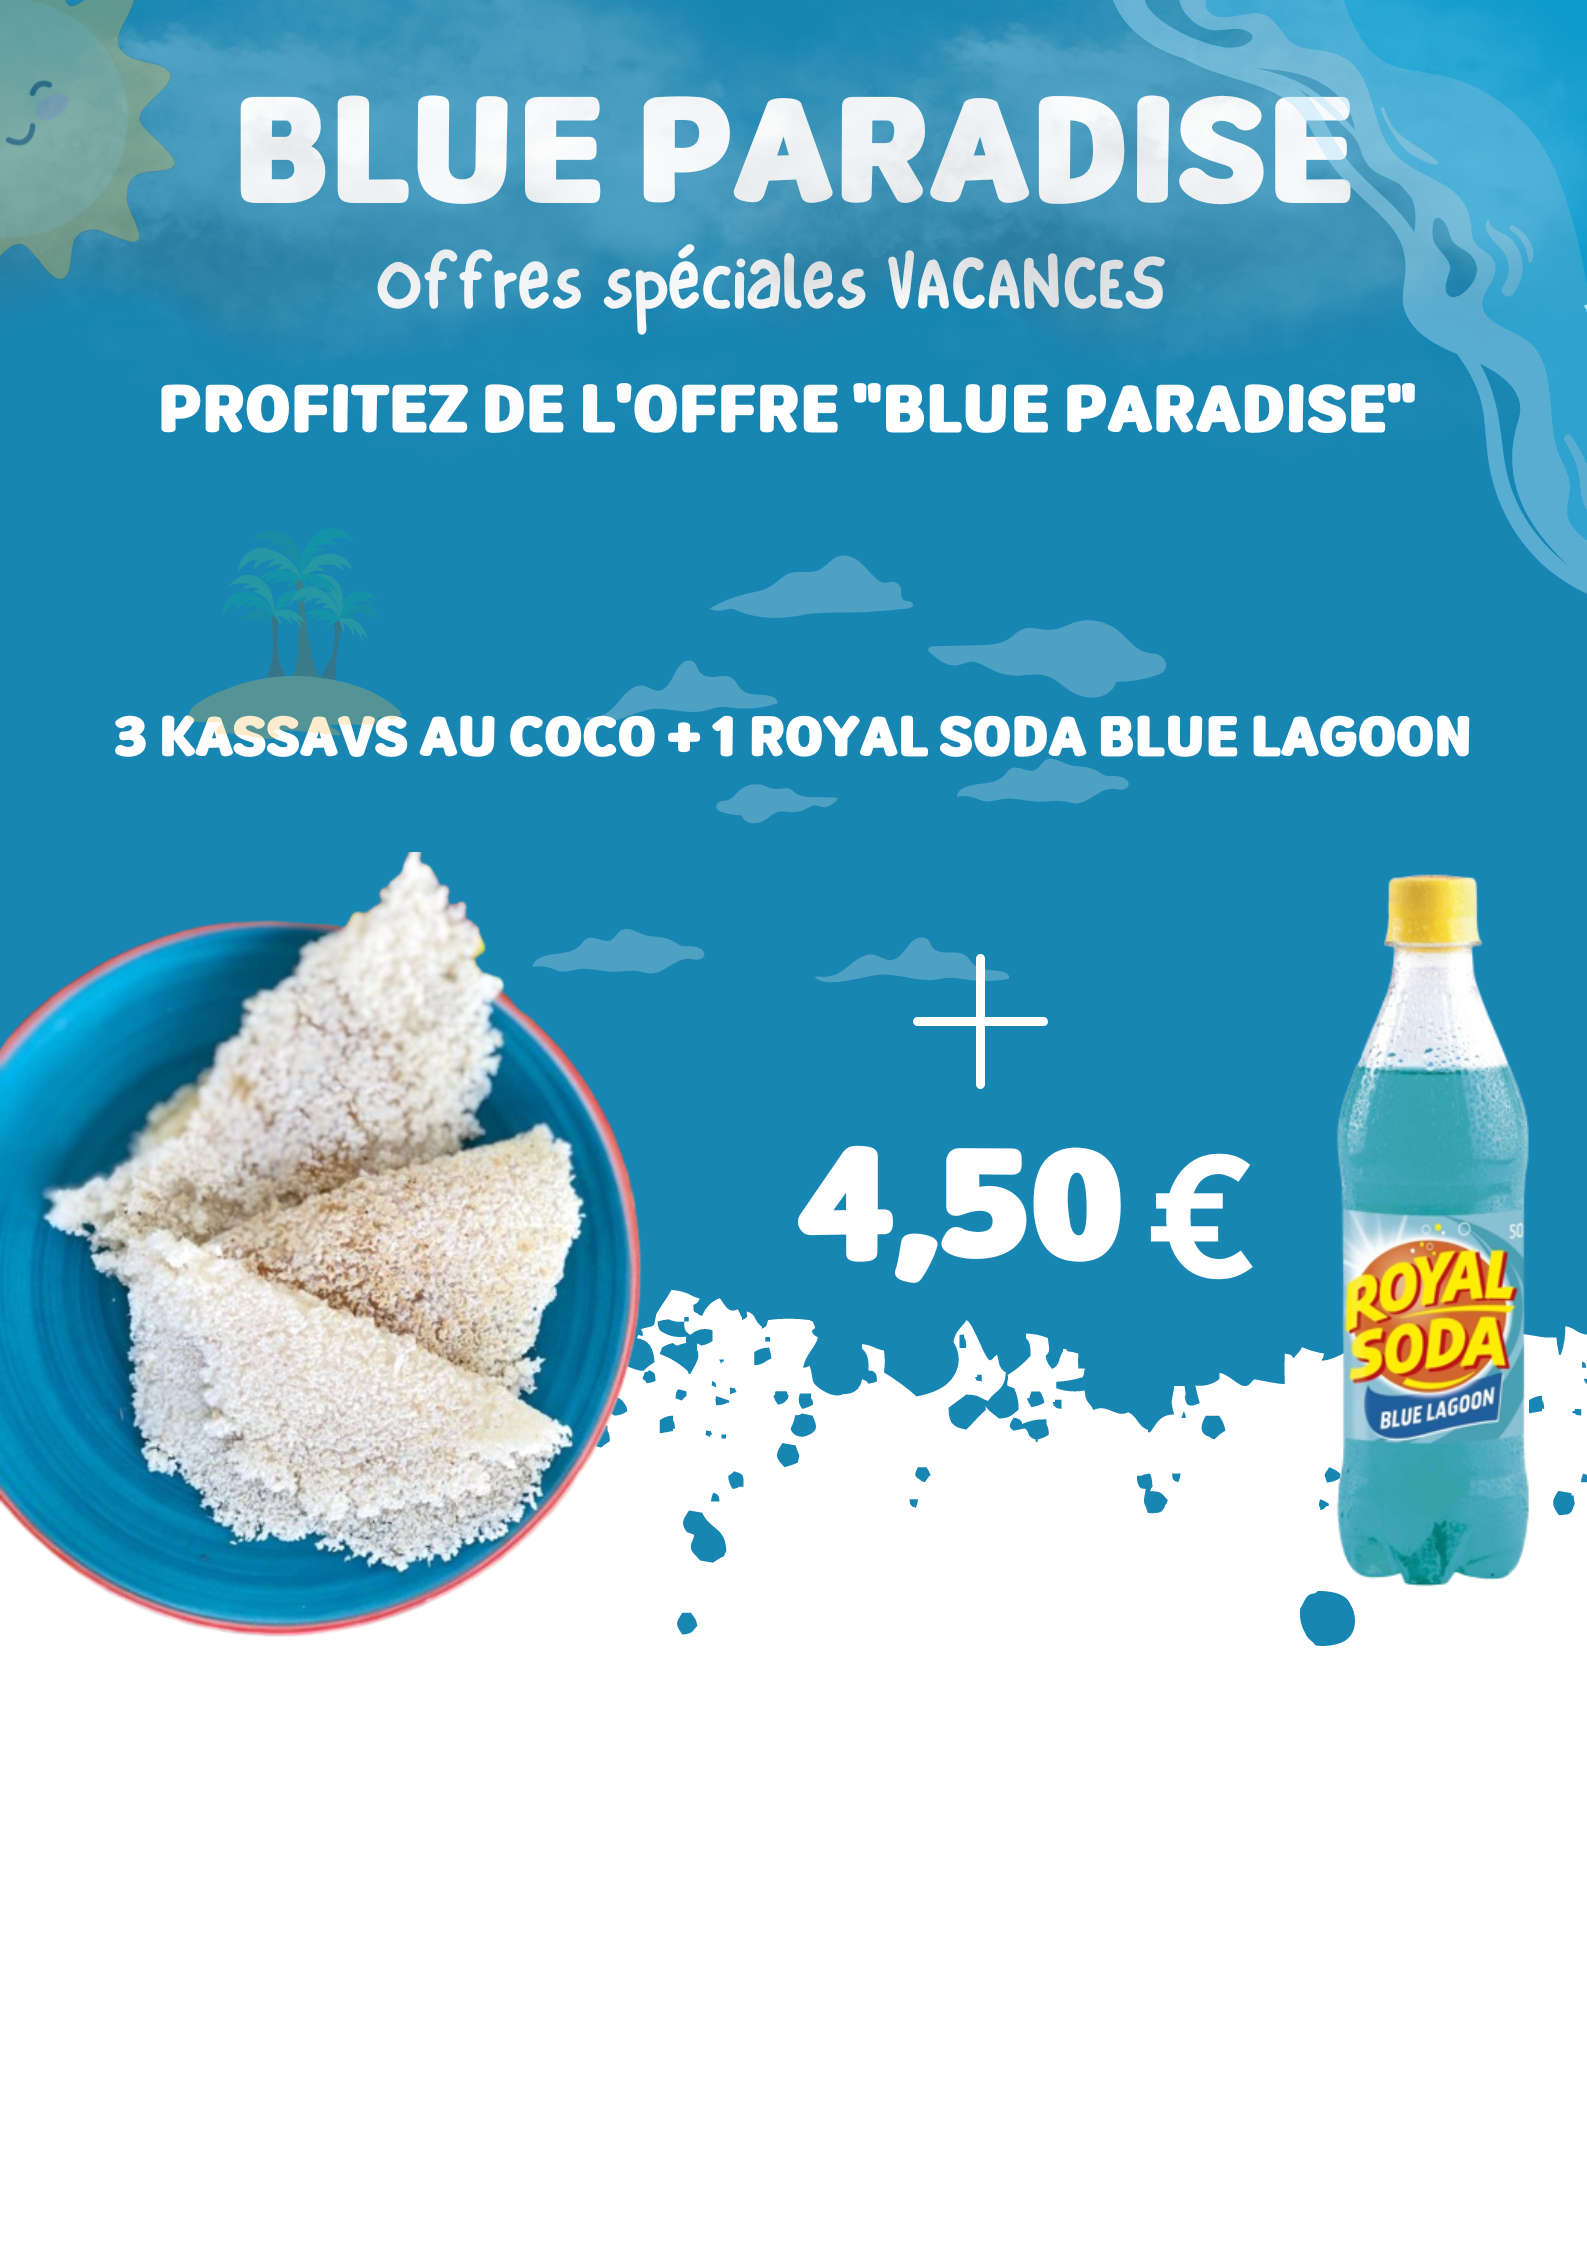 BLUE PARADISE
offres spéciales VACANCES
PROFITEZ DE L'OFFRE "BLUE PARADISE"
3 KASSAVS AU COCO + 1 ROYAL SODA BLUE LAGOON
+
4,50 €
50
ROYAL
SODA
BLUE LAGOON